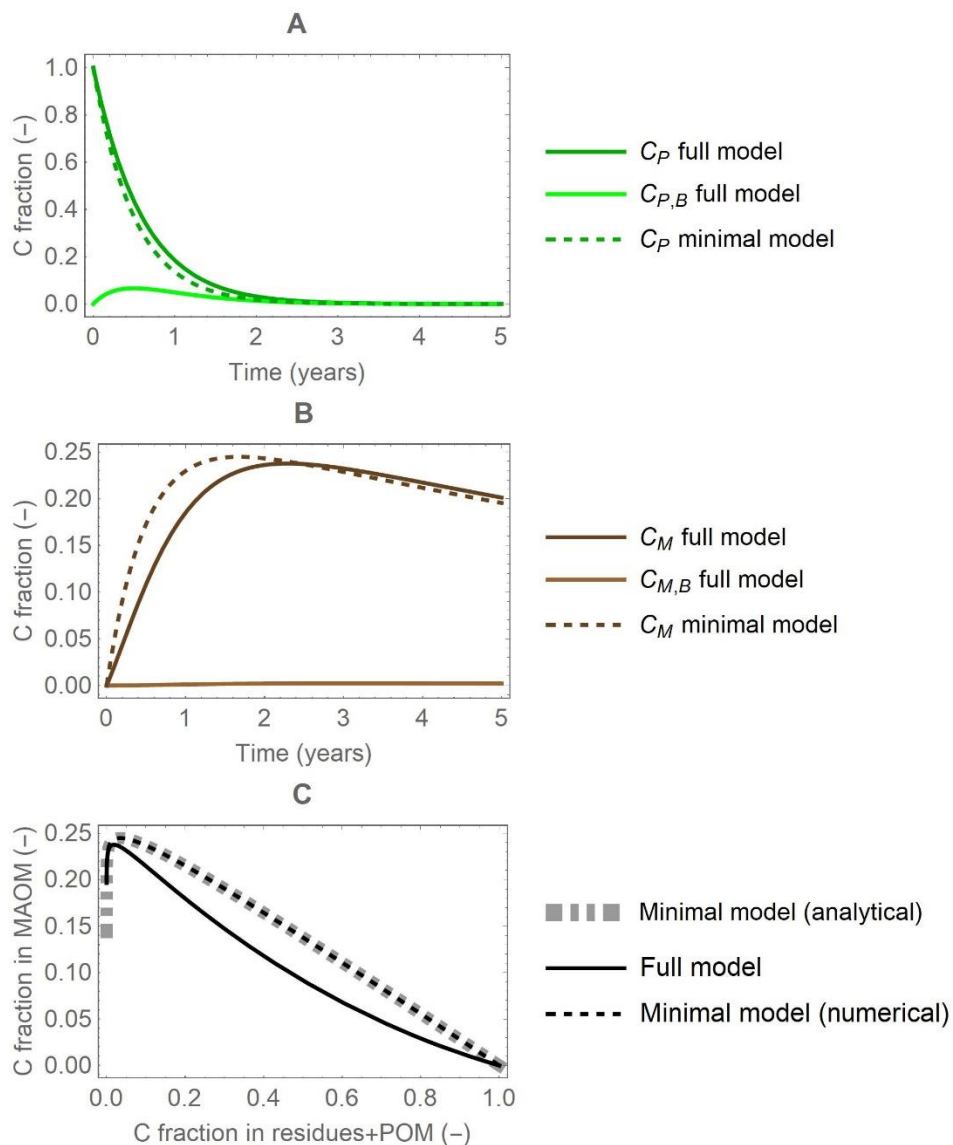 A
C fraction (−)
1.0
0.8
0.6
0.4
0.2
0.0
0 1 2 3 4 5
Time (years)
C_P full model
C_{P,B} full model
C_P minimal model
B
C fraction (−)
0.25
0.20
0.15
0.10
0.05
0.00
0 1 2 3 4 5
Time (years)
C_M full model
C_{M,B} full model
C_M minimal model
C
C fraction in MAOM (−)
0.25
0.20
0.15
0.10
0.05
0.00
0.0 0.2 0.4 0.6 0.8 1.0
C fraction in residues+POM (−)
Minimal model (analytical)
Full model
Minimal model (numerical)